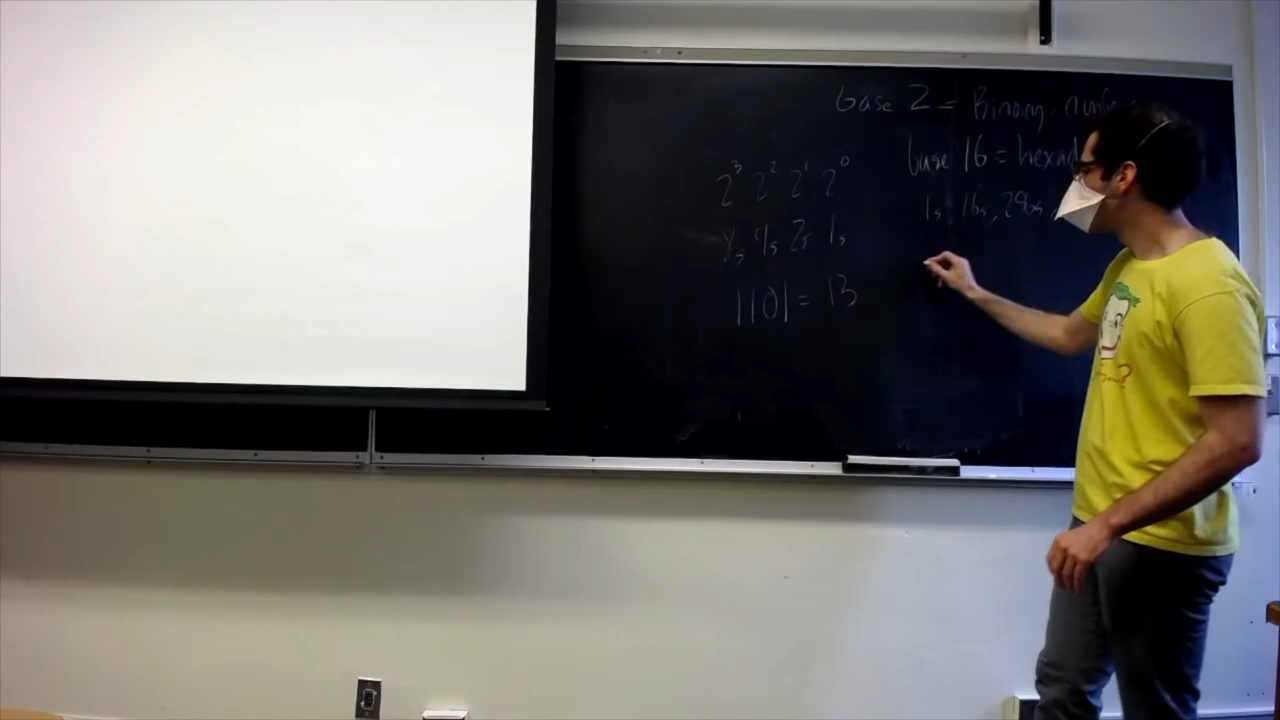 base 2 = Binary numbers
base 16 = hexad
1s, 16s, 256s,
2³ 2² 2¹ 2⁰
8s 4s 2s 1s
1101 = 13